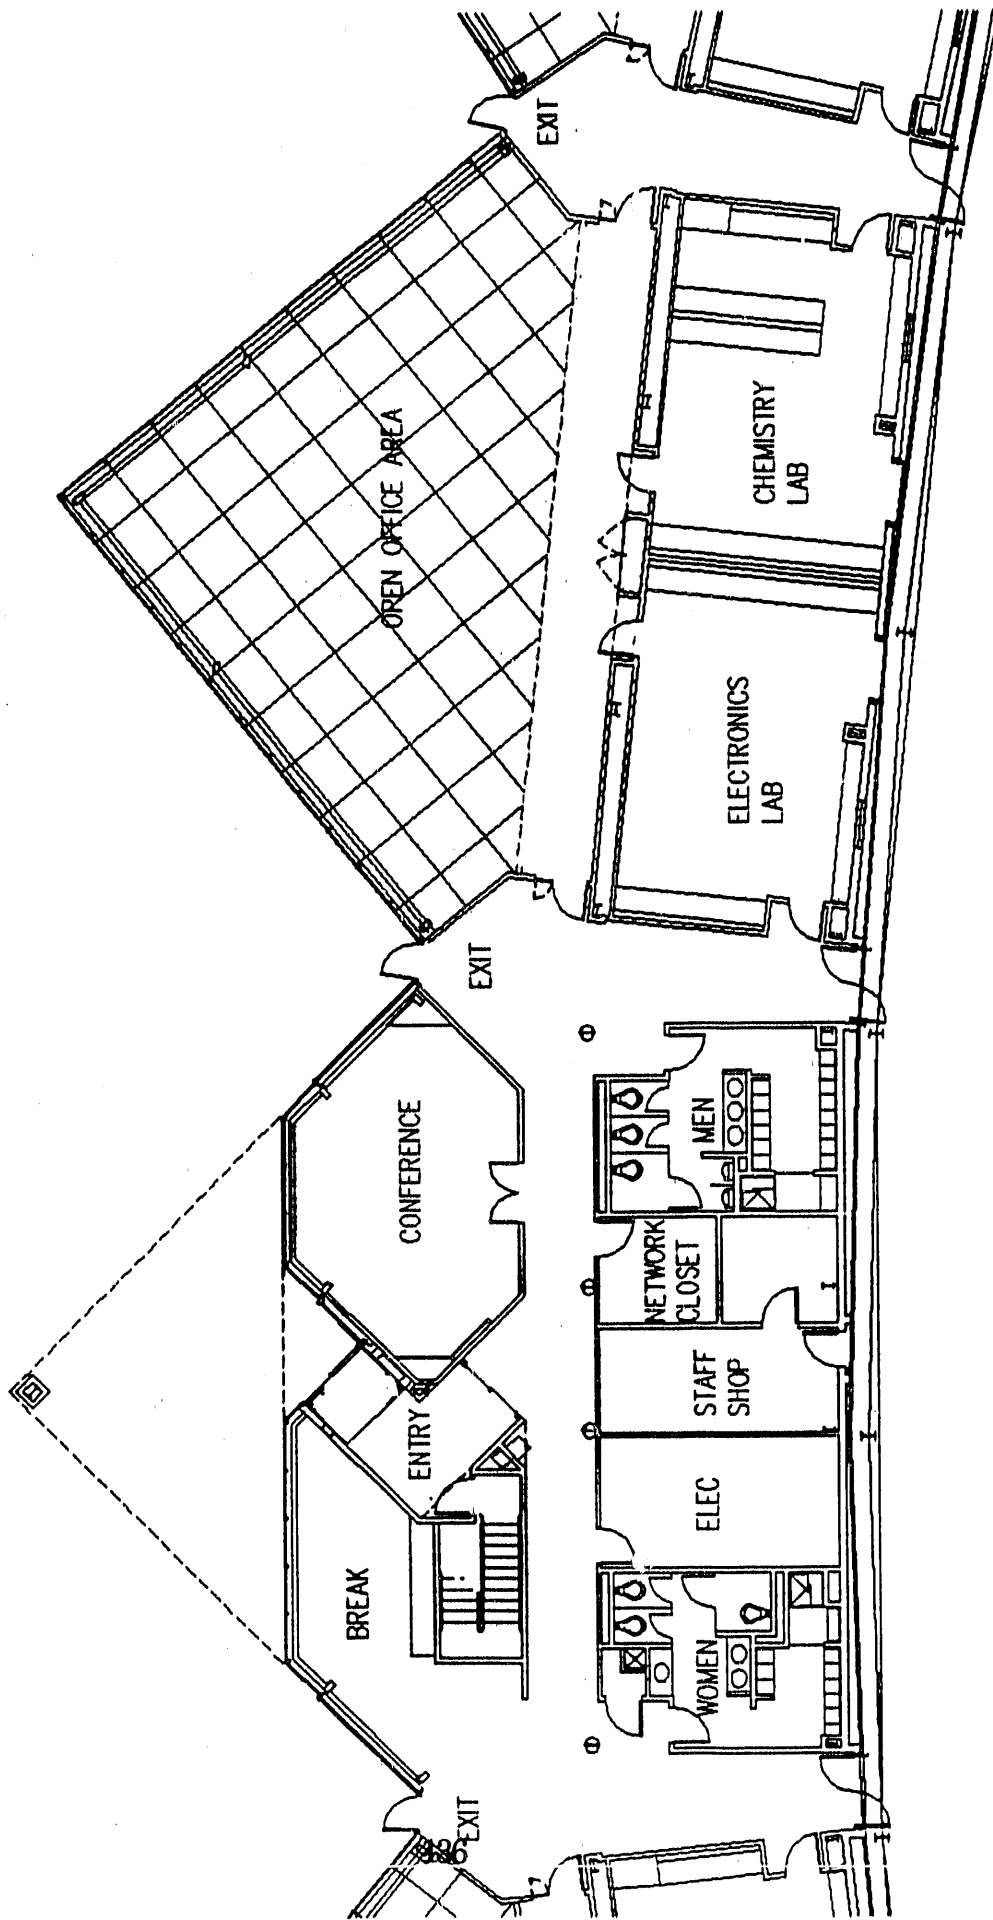 EXIT
OPEN OFFICE AREA
CHEMISTRY
LAB
ELECTRONICS
LAB
EXIT
CONFERENCE
MEN
NETWORK
CLOSET
STAFF
SHOP
ENTRY
ELEC
BREAK
WOMEN
EXIT